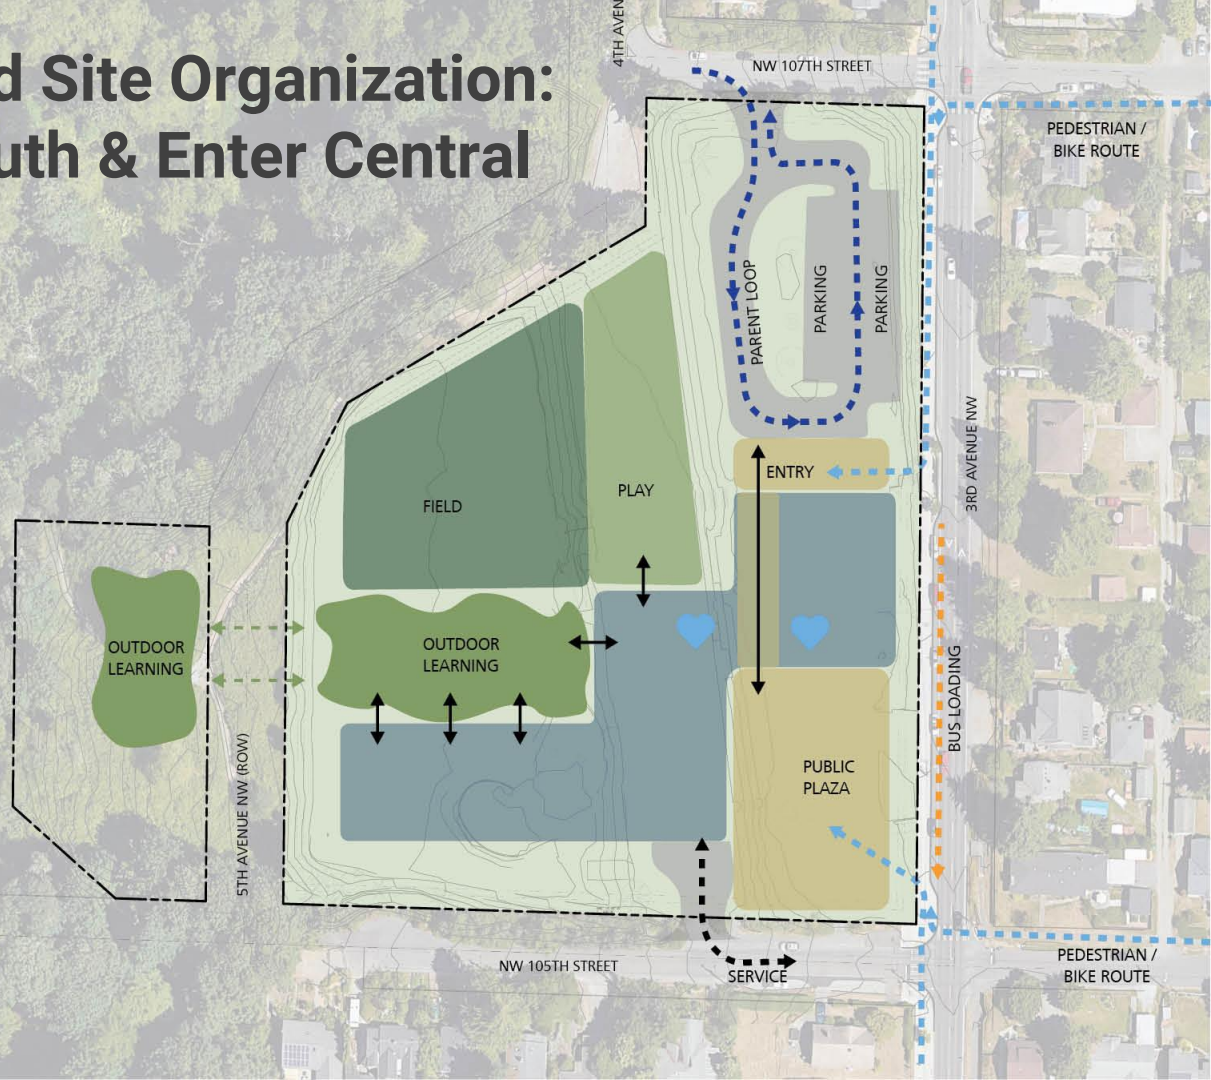 d Site Organization:
uth & Enter Central
4TH AVEN
NW 107TH STREET
PEDESTRIAN /
BIKE ROUTE
PARENT LOOP
PARKING
PARKING
3RD AVENUE NW
ENTRY
PLAY
FIELD
OUTDOOR
LEARNING
OUTDOOR
LEARNING
BUS LOADING
PUBLIC
PLAZA
5TH AVENUE NW (ROW)
NW 105TH STREET
SERVICE
PEDESTRIAN /
BIKE ROUTE